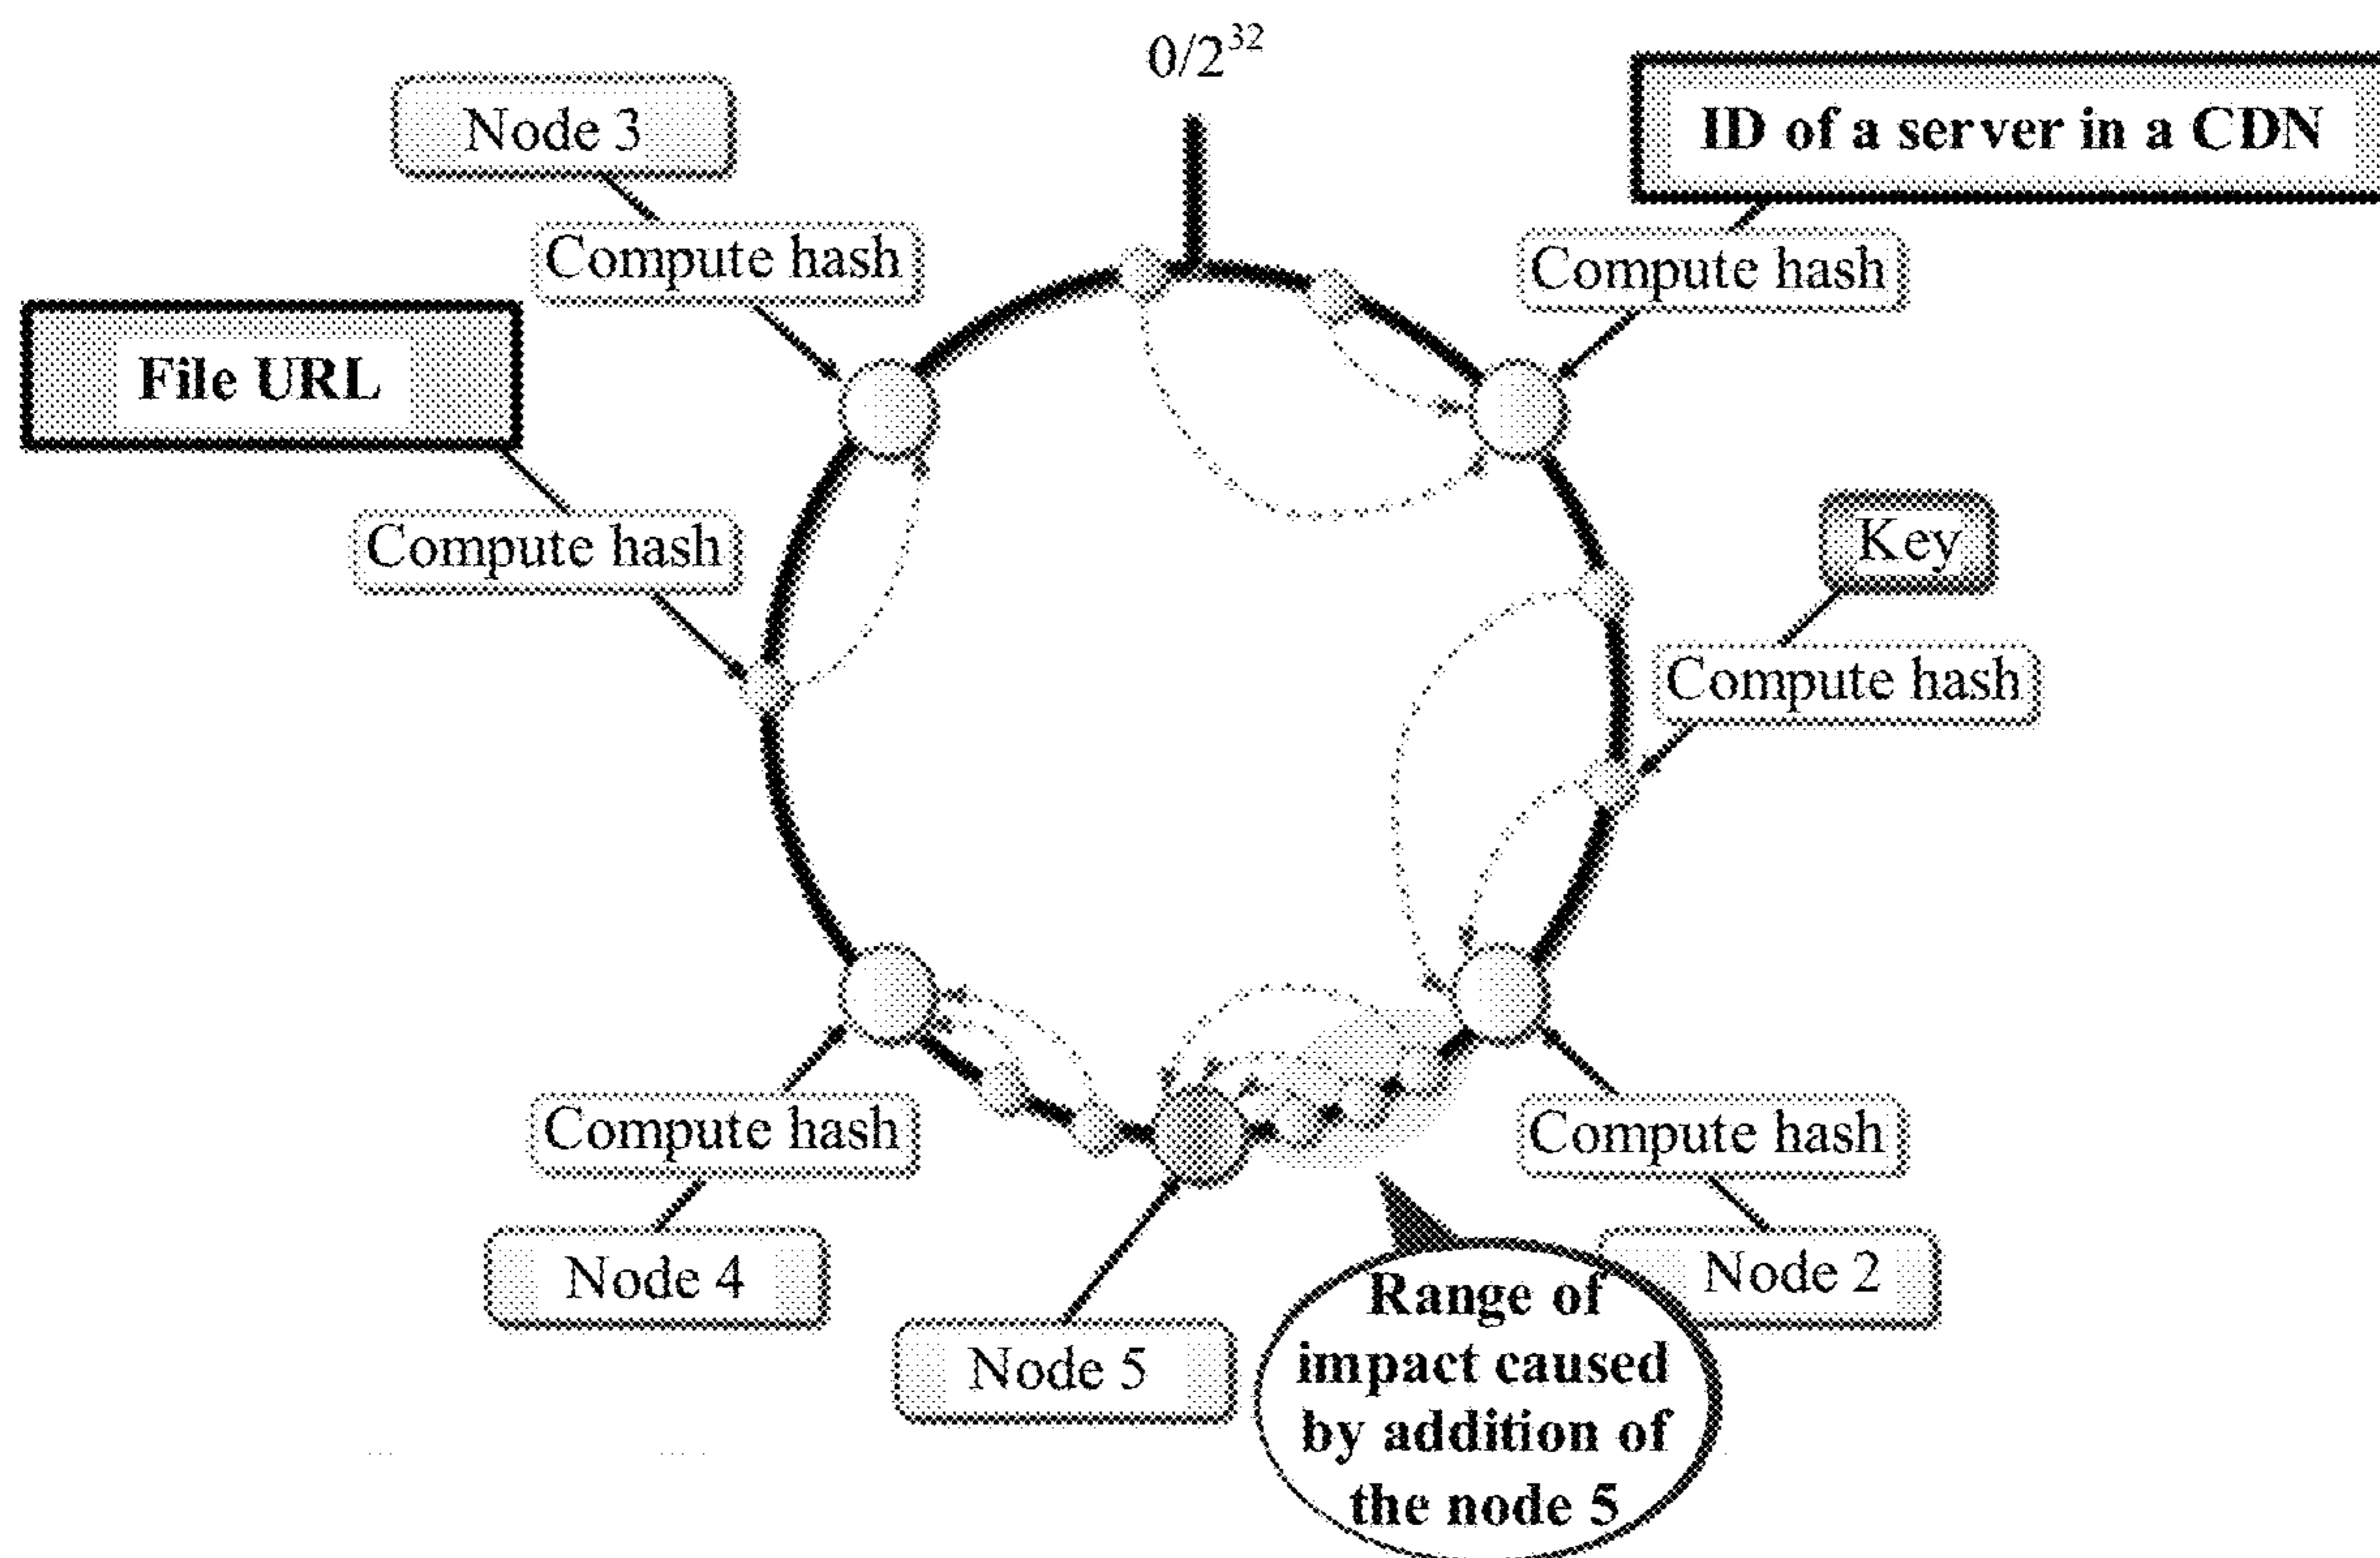 0/2³²
Node 3
ID of a server in a CDN
Compute hash
Compute hash
File URL
Key
Compute hash
Compute hash
Compute hash
Compute hash
Node 4
Node 2
Node 5
Range of
impact caused
by addition of
the node 5